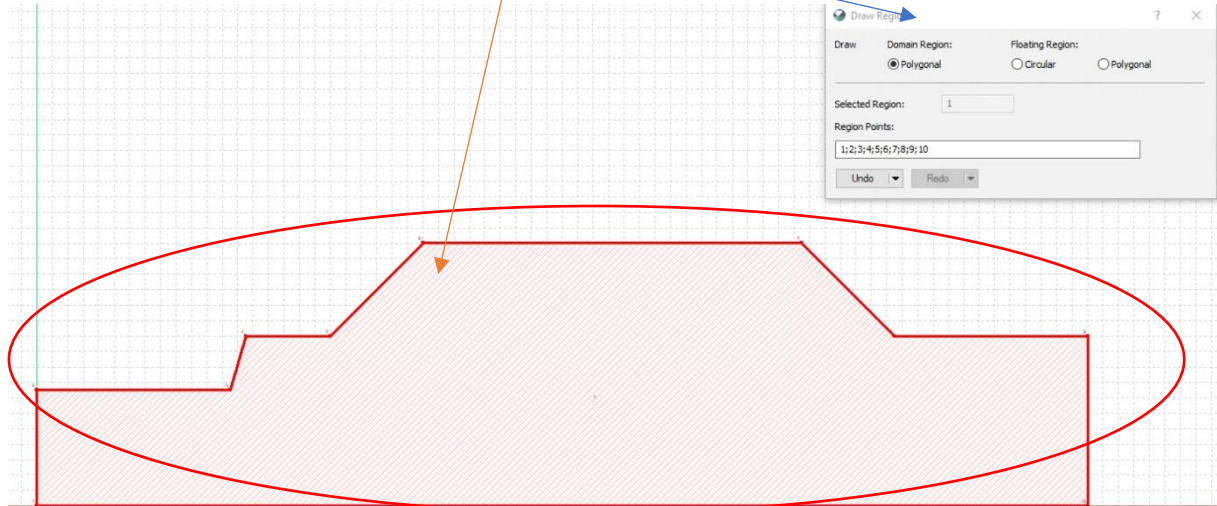 Draw Region
?
Draw Domain Region: Floating Region:
Polygonal Circular Polygonal
Selected Region: 1
Region Points:
1;2;3;4;5;6;7;8;9;10
Undo Redo